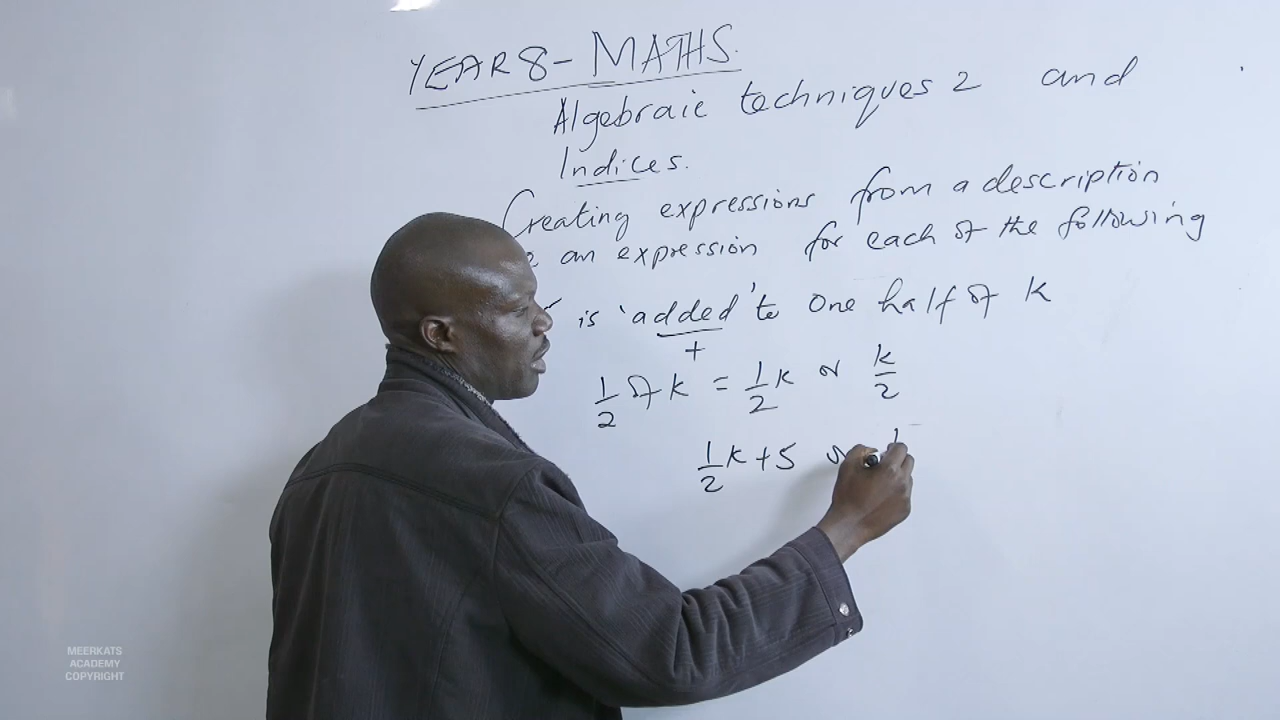 YEAR 8 - MATHS.
Algebraic techniques 2 and
Indices.
Creating expressions from a description
an expression for each of the following
is 'added' to one half of k
+
1/2 of k = 1/2 k or k/2
1/2 k + 5 or
MEERKATS
ACADEMY
COPYRIGHT